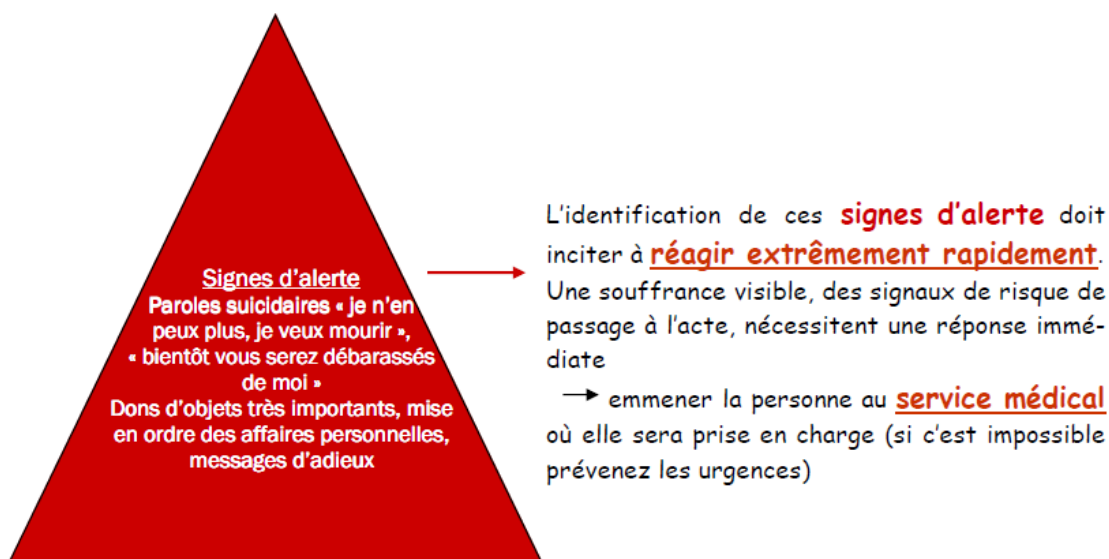 Signes d'alerte
Paroles suicidaires « je n'en
peux plus, je veux mourir »,
« bientôt vous serez débarassés
de moi »
Dons d'objets très importants, mise
en ordre des affaires personnelles,
messages d'adieux
L'identification de ces signes d'alerte doit
inciter à réagir extrêmement rapidement.
Une souffrance visible, des signaux de risque de
passage à l'acte, nécessitent une réponse immé-
diate
→ emmener la personne au service médical
où elle sera prise en charge (si c'est impossible
prévenez les urgences)